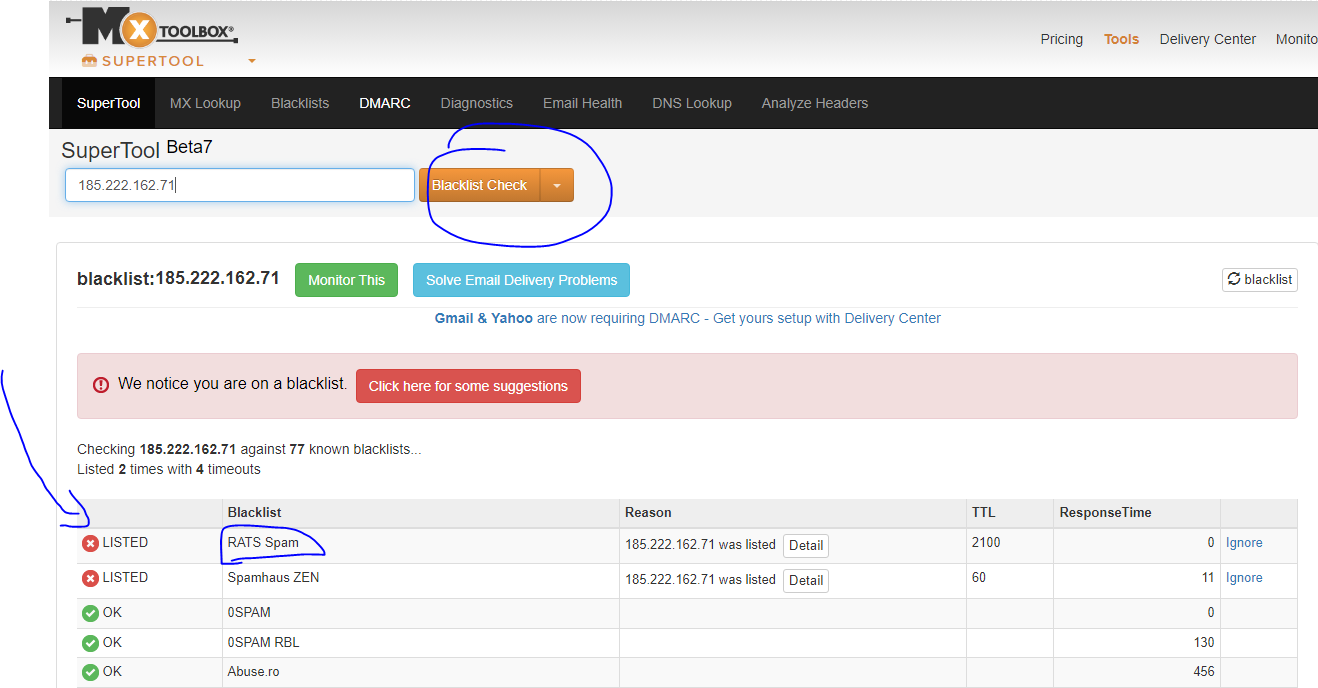 MX TOOLBOX®
SUPERTOOL
Pricing Tools Delivery Center Monito
SuperTool MX Lookup Blacklists DMARC Diagnostics Email Health DNS Lookup Analyze Headers
SuperTool Beta7
185.222.162.71 Blacklist Check
blacklist:185.222.162.71 Monitor This Solve Email Delivery Problems blacklist
Gmail & Yahoo are now requiring DMARC - Get yours setup with Delivery Center
We notice you are on a blacklist. Click here for some suggestions
Checking 185.222.162.71 against 77 known blacklists...
Listed 2 times with 4 timeouts
Blacklist Reason TTL ResponseTime
LISTED RATS Spam 185.222.162.71 was listed Detail 2100 0 Ignore
LISTED Spamhaus ZEN 185.222.162.71 was listed Detail 60 11 Ignore
OK 0SPAM 0
OK 0SPAM RBL 130
OK Abuse.ro 456